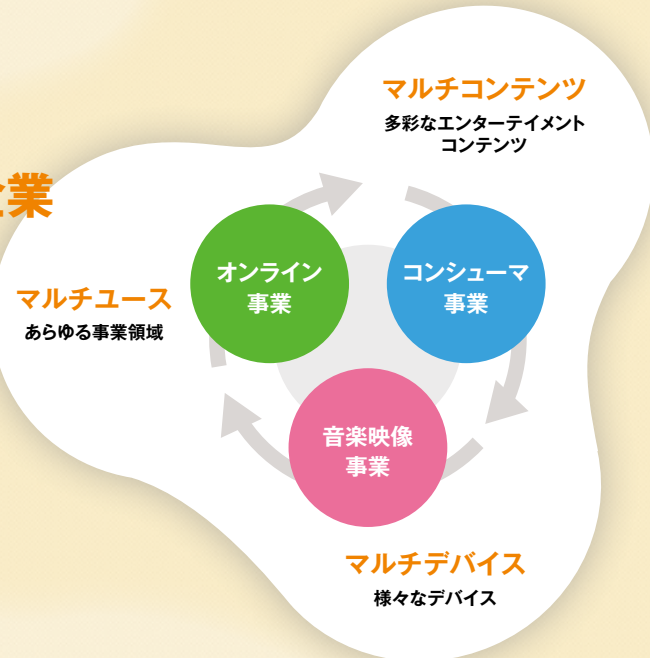 マルチコンテンツ
多彩なエンターテイメント
コンテンツ
業
オンライン
事業
コンシューマ
事業
マルチユース
あらゆる事業領域
音楽映像
事業
マルチデバイス
様々なデバイス